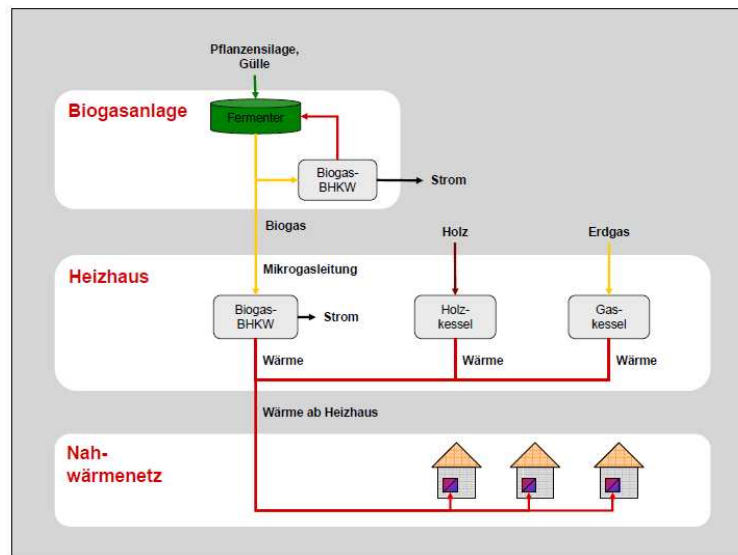 Pflanzensilage,
Gülle
Biogasanlage
Fermenter
Biogas-
BHKW
Strom
Biogas
Holz
Erdgas
Heizhaus
Mikrogasleitung
Biogas-
BHKW
Strom
Holz-
kessel
Gas-
kessel
Wärme
Wärme
Wärme
Wärme ab Heizhaus
Nah-
wärmenetz